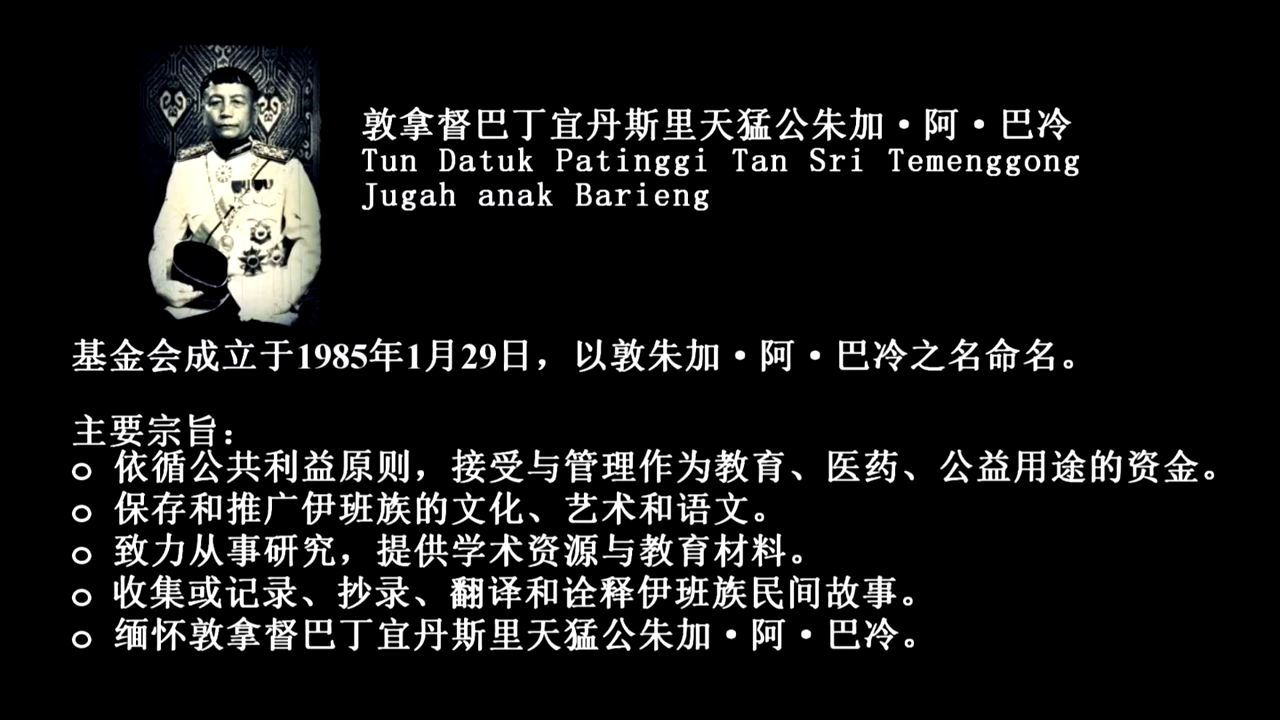 敦拿督巴丁宜丹斯里天猛公朱加·阿·巴冷
Tun Datuk Patinggi Tan Sri Temenggong
Jugah anak Barieng
基金会成立于1985年1月29日，以敦朱加·阿·巴冷之名命名。
主要宗旨：
o 依循公共利益原则，接受与管理作为教育、医药、公益用途的资金。
o 保存和推广伊班族的文化、艺术和语文。
o 致力从事研究，提供学术资源与教育材料。
o 收集或记录、抄录、翻译和诠释伊班族民间故事。
o 缅怀敦拿督巴丁宜丹斯里天猛公朱加·阿·巴冷。